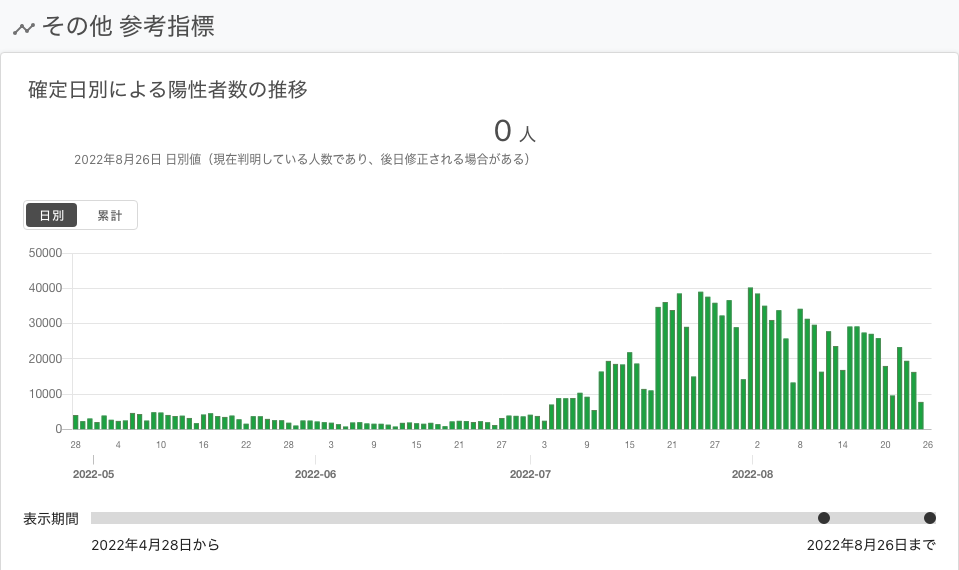 その他 参考指標
確定日別による陽性者数の推移
0 人
2022年8月26日 日別値（現在判明している人数であり、後日修正される場合がある）
日別 累計
50000
40000
30000
20000
10000
0
28 4 10 16 22 28 3 9 15 21 27 3 9 15 21 27 2 8 14 20 26
2022-05 2022-06 2022-07 2022-08
表示期間
2022年4月28日から 2022年8月26日まで